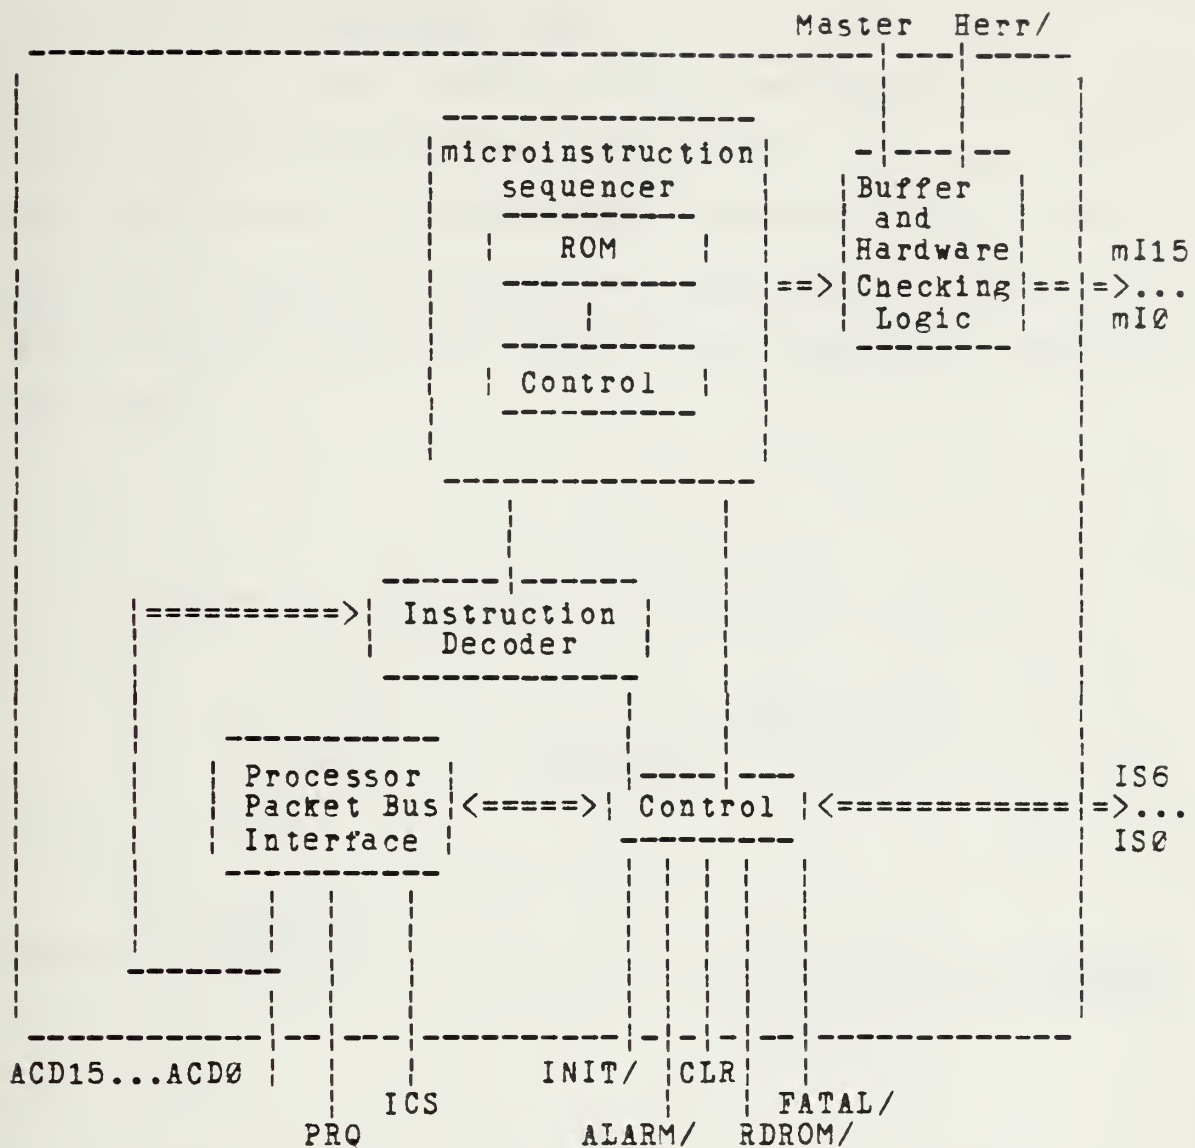 Master Herr/
microinstruction
sequencer
ROM
Control
Buffer
and
Hardware
Checking
Logic
mI15
...
mI0
Instruction
Decoder
Processor
Packet Bus
Interface
Control
IS6
...
IS0
ACD15...ACD0
INIT/
CLR
ICS
FATAL/
PRQ
ALARM/
RDROM/